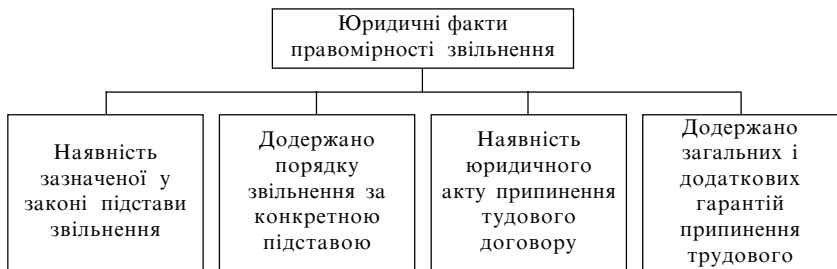 Юридичні факти
правомірності звільнення
Наявність
зазначеної у
законі підстави
звільнення
Додержано
порядку
звільнення за
конкретною
підставою
Наявність
юридичного
акту припинення
тудового
договору
Додержано
загальних і
додаткових
гарантій
припинення
трудового